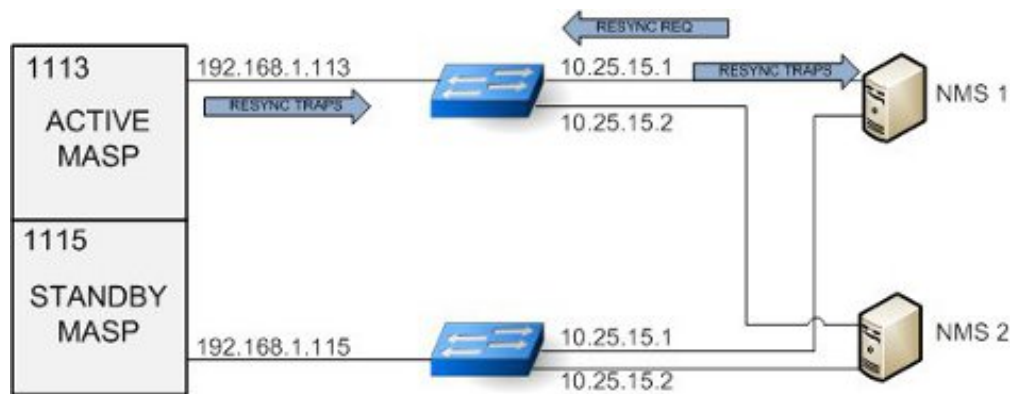 RESYNC REQ
1113
192.168.1.113
10.25.15.1
RESYNC TRAPS
NMS 1
RESYNC TRAPS
ACTIVE
MASP
10.25.15.2
1115
STANDBY
MASP
192.168.1.115
10.25.15.1
NMS 2
10.25.15.2